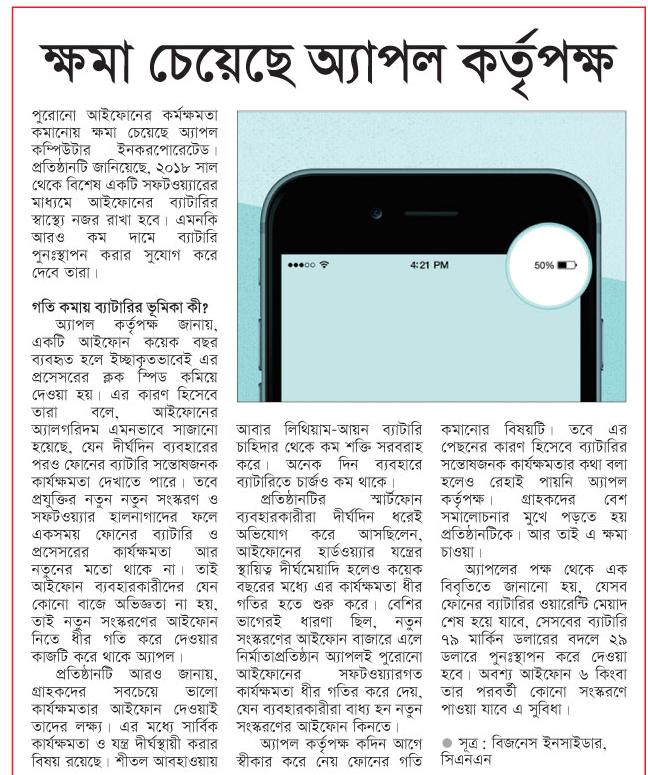 ক্ষমা চেয়েছে অ্যাপল কর্তৃপক্ষ
পুরোনো আইফোনের কর্মক্ষমতা
কমানোয় ক্ষমা চেয়েছে অ্যাপল
কম্পিউটার ইনকরপোরেটেড।
প্রতিষ্ঠানটি জানিয়েছে, ২০১৮ সাল
থেকে বিশেষ একটি সফটওয়্যারের
মাধ্যমে আইফোনের ব্যাটারির
স্বাস্থ্যে নজর রাখা হবে। এমনকি
আরও কম দামে ব্যাটারি
পুনঃস্থাপন করার সুযোগ করে
দেবে তারা।
গতি কমায় ব্যাটারির ভূমিকা কী?
অ্যাপল কর্তৃপক্ষ জানায়,
একটি আইফোন কয়েক বছর
ব্যবহৃত হলে ইচ্ছাকৃতভাবেই এর
প্রসেসরের ক্লক স্পিড কমিয়ে
দেওয়া হয়। এর কারণ হিসেবে
তারা বলে, আইফোনের
অ্যালগরিদম এমনভাবে সাজানো
হয়েছে, যেন দীর্ঘদিন ব্যবহারের
পরও ফোনের ব্যাটারি সন্তোষজনক
কার্যক্ষমতা দেখাতে পারে। তবে
প্রযুক্তির নতুন নতুন সংস্করণ ও
সফটওয়্যার হালনাগাদের ফলে
একসময় ফোনের ব্যাটারি ও
প্রসেসরের কার্যক্ষমতা আর
নতুনের মতো থাকে না। তাই
আইফোন ব্যবহারকারীদের যেন
কোনো বাজে অভিজ্ঞতা না হয়,
তাই নতুন সংস্করণের আইফোন
নিতে ধীর গতি করে দেওয়ার
কাজটি করে থাকে অ্যাপল।
প্রতিষ্ঠানটি আরও জানায়,
গ্রাহকদের সবচেয়ে ভালো
কার্যক্ষমতার আইফোন দেওয়াই
তাদের লক্ষ্য। এর মধ্যে সার্বিক
কার্যক্ষমতা ও যন্ত্র দীর্ঘস্থায়ী করার
বিষয় রয়েছে। শীতল আবহাওয়ায়
4:21 PM
50%
আবার লিথিয়াম-আয়ন ব্যাটারি
চাহিদার থেকে কম শক্তি সরবরাহ
করে। অনেক দিন ব্যবহারে
ব্যাটারিতে চার্জও কম থাকে।
প্রতিষ্ঠানটির স্মার্টফোন
ব্যবহারকারীরা দীর্ঘদিন ধরেই
অভিযোগ করে আসছিলেন,
আইফোনের হার্ডওয়্যার যন্ত্রের
স্থায়িত্ব দীর্ঘমেয়াদি হলেও কয়েক
বছরের মধ্যে এর কার্যক্ষমতা ধীর
গতির হতে শুরু করে। বেশির
ভাগেরই ধারণা ছিল, নতুন
সংস্করণের আইফোন বাজারে এলে
নির্মাতাপ্রতিষ্ঠান অ্যাপলই পুরোনো
আইফোনের সফটওয়্যারগত
কার্যক্ষমতা ধীর গতির করে দেয়,
যেন ব্যবহারকারীরা বাধ্য হন নতুন
সংস্করণের আইফোন কিনতে।
অ্যাপল কর্তৃপক্ষ কদিন আগে
স্বীকার করে নেয় ফোনের গতি
কমানোর বিষয়টি। তবে এর
পেছনের কারণ হিসেবে ব্যাটারির
সন্তোষজনক কার্যক্ষমতার কথা বলা
হলেও রেহাই পায়নি অ্যাপল
কর্তৃপক্ষ। গ্রাহকদের বেশ
সমালোচনার মুখে পড়তে হয়
প্রতিষ্ঠানটিকে। আর তাই এ ক্ষমা
চাওয়া।
অ্যাপলের পক্ষ থেকে এক
বিবৃতিতে জানানো হয়, যেসব
ফোনের ব্যাটারির ওয়ারেন্টি মেয়াদ
শেষ হয়ে যাবে, সেসবের ব্যাটারি
৭৯ মার্কিন ডলারের বদলে ২৯
ডলারে পুনঃস্থাপন করে দেওয়া
হবে। অবশ্য আইফোন ৬ কিংবা
তার পরবর্তী কোনো সংস্করণে
পাওয়া যাবে এ সুবিধা।
● সূত্র : বিজনেস ইনসাইডার,
সিএনএন